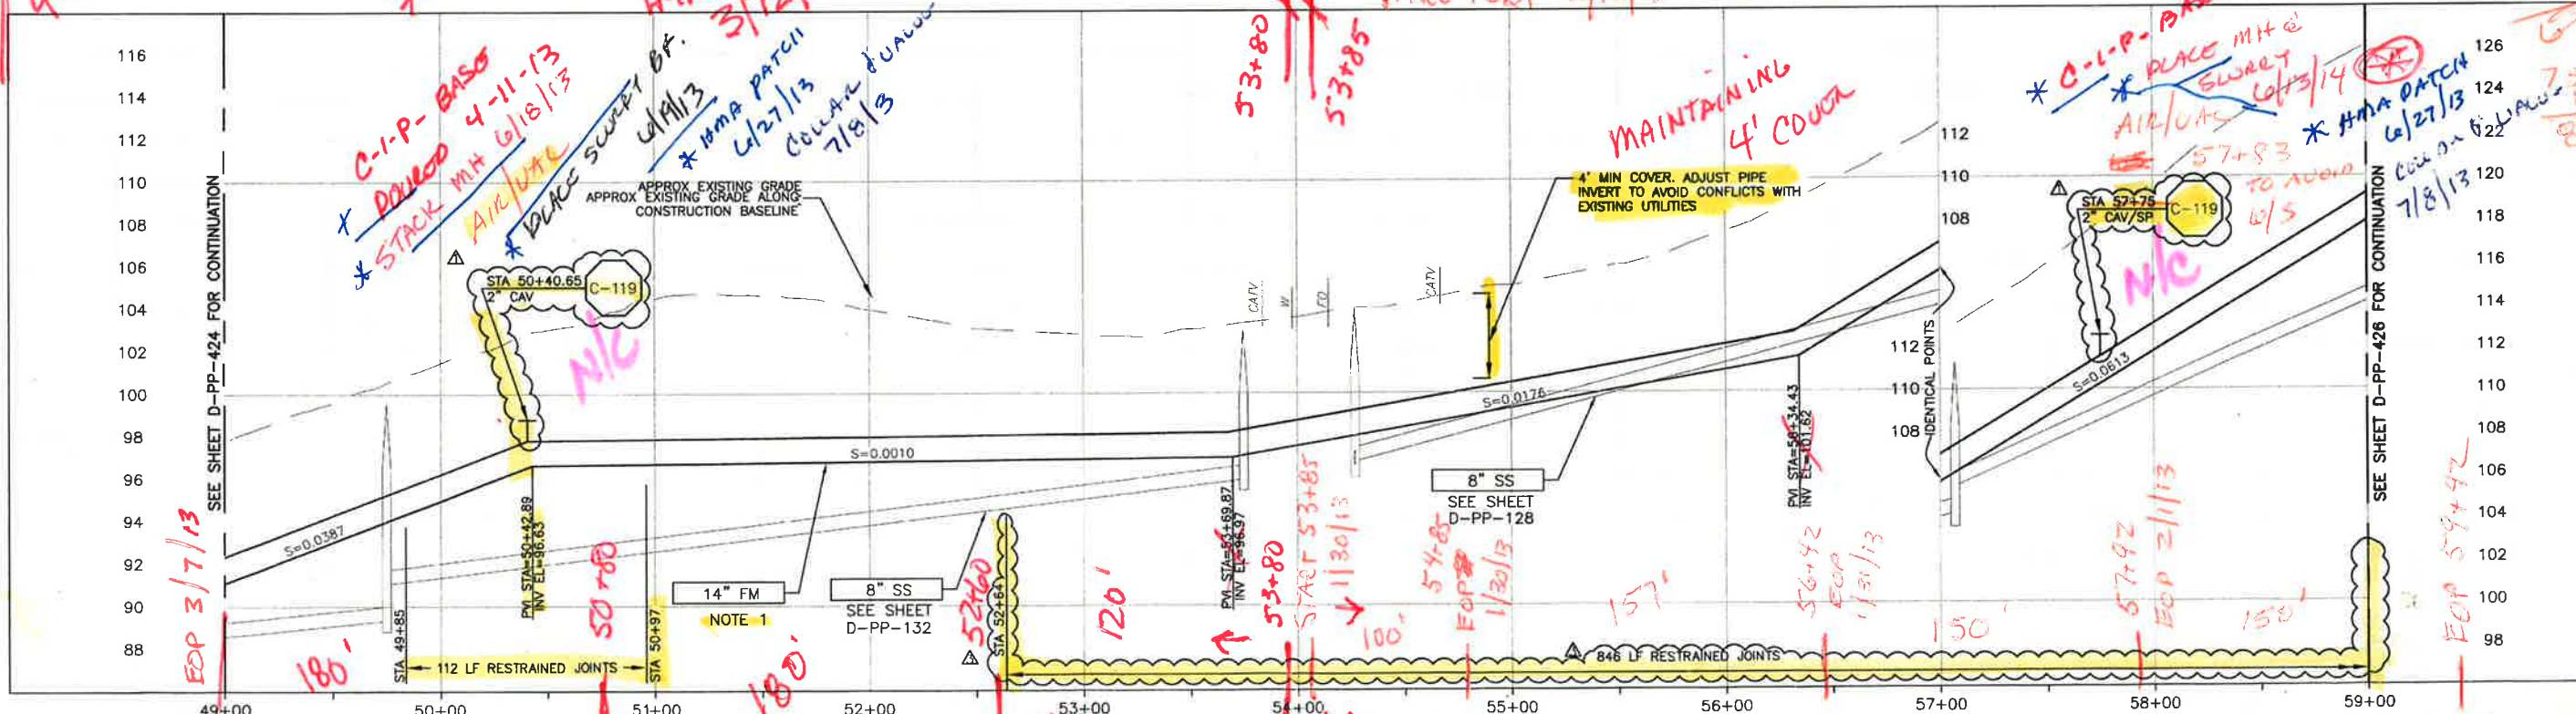 53+80
53+85
C-1-P- BASE
POURED 4-11-13
STACK MH 6/18/13
AIR/VAC
PLACE SLURRY BF.
6/19/13
* HMA PATCH
6/27/13
COLLAR
7/8/13
MAINTAINING
4' COVER
* C-1-P-
* PLACE MH &
SLURRY
6/13/14
AIR/VAC
57+83
TO AVOID
* HMA PATCH
6/27/13
7/8/13
116
114
112
110
108
106
104
102
100
98
96
94
92
90
88
SEE SHEET D-PP-424 FOR CONTINUATION
APPROX EXISTING GRADE
APPROX EXISTING GRADE ALONG
CONSTRUCTION BASELINE
STA 50+40.65
2" CAV
C-119
N/C
CATV
W
FO
CATV
4' MIN COVER. ADJUST PIPE
INVERT TO AVOID CONFLICTS WITH
EXISTING UTILITIES
112
110
108
112
110
108
IDENTICAL POINTS
STA 57+75
2" CAV/SP
C-119
N/C
S=0.0387
S=0.0010
S=0.0176
S=0.0613
PVI STA=50+42.89
INV EL=96.63
PVI STA=53+69.87
INV EL=96.97
PVI STA=56+34.43
INV EL=101.62
14" FM
NOTE 1
8" SS
SEE SHEET
D-PP-132
8" SS
SEE SHEET
D-PP-128
STA 49+85
112 LF RESTRAINED JOINTS
STA 50+97
STA 52+64
846 LF RESTRAINED JOINTS
EOP 3/7/13
180'
50+80
180'
52+60
120'
53+80
START 53+85
1/30/13
100'
54+85
EOP
1/30/13
157'
56+42
EOP
1/31/13
150
57+92
EOP 2/1/13
150'
EOP 59+42
SEE SHEET D-PP-426 FOR CONTINUATION
126
124
122
120
118
116
114
112
110
108
106
104
102
100
98
49+00
50+00
51+00
52+00
53+00
54+00
55+00
56+00
57+00
58+00
59+00